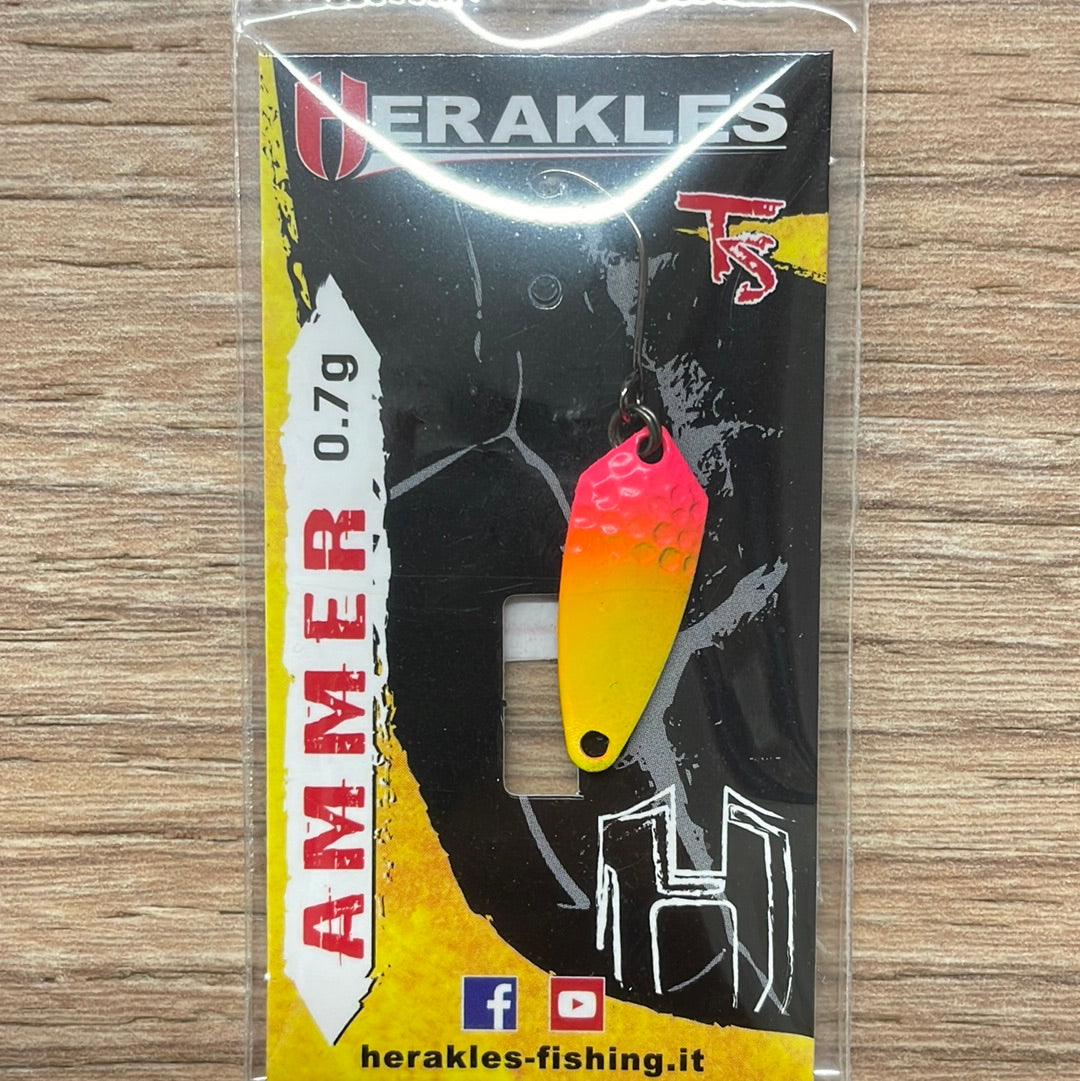 HERAKLES
TS
AMMER 0.7g
herakles-fishing.it